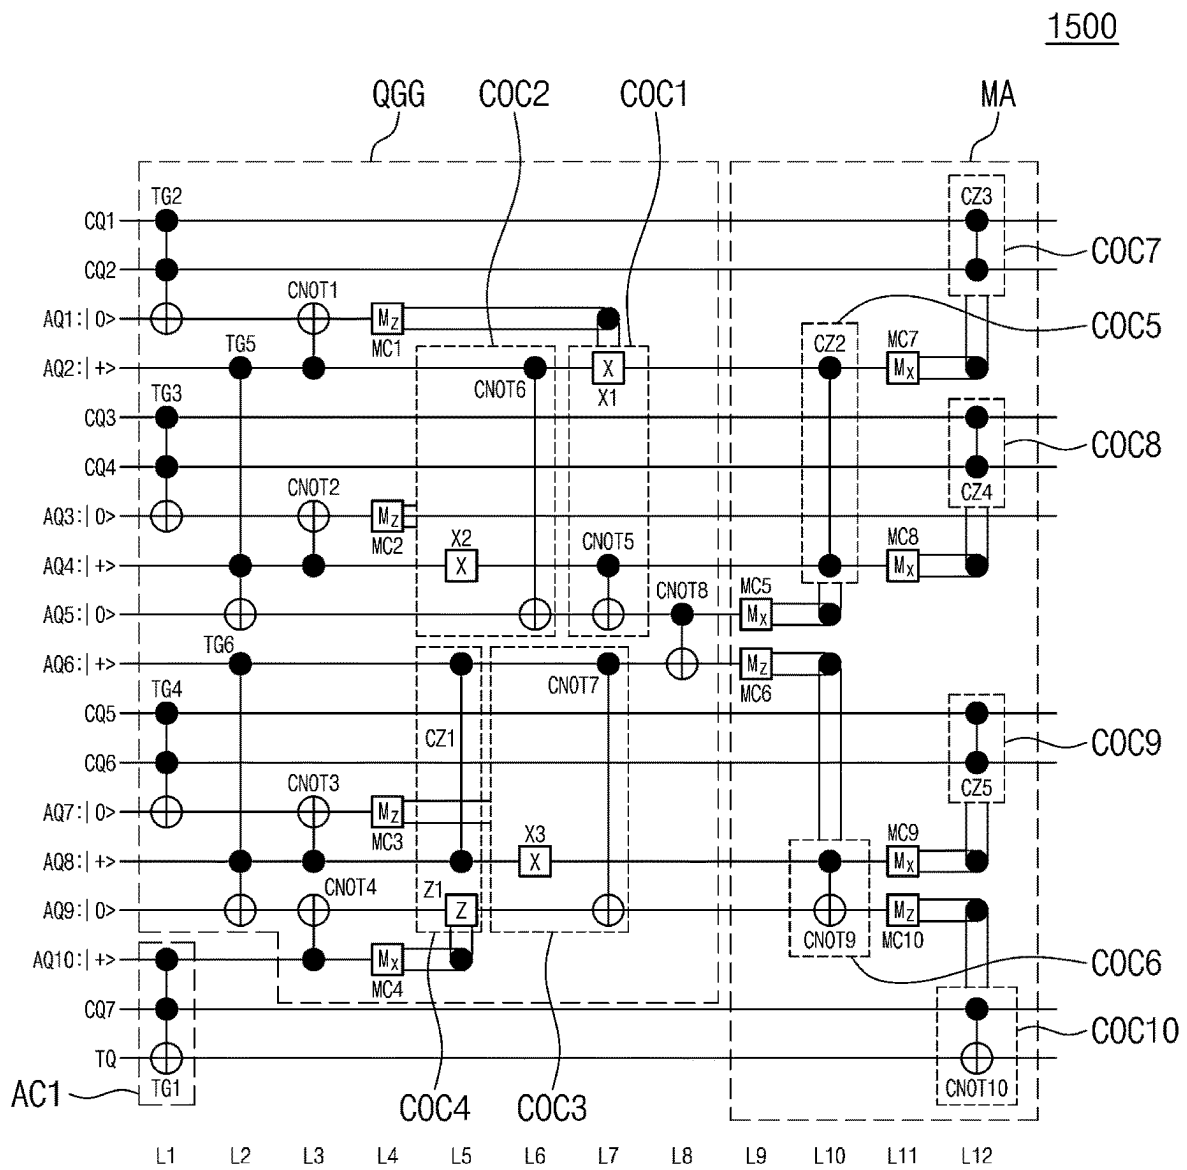 1500
QGG COC2 COC1 MA
TG2 CZ3
CQ1
COC7
CQ2
CNOT1
AQ1:|0> MZ
TG5 MC1 CZ2 MC7 COC5
AQ2:|+> CNOT6 X MX
TG3 X1
CQ3
COC8
CQ4
CNOT2 CZ4
AQ3:|0> MZ
MC2 X2 CNOT5 MC8
AQ4:|+> X MX
CNOT8 MC5
AQ5:|0> MX
TG6
AQ6:|+> CNOT7 MZ
TG4 MC6
CQ5
CZ1 COC9
CQ6
CNOT3 CZ5
AQ7:|0> MZ
MC3 X3 MC9
AQ8:|+> X MX
CNOT4 Z1
AQ9:|0> Z MZ
CNOT9 MC10
AQ10:|+> MX COC6
MC4
CQ7
COC10
TQ
TG1 CNOT10
AC1 COC4 COC3
L1 L2 L3 L4 L5 L6 L7 L8 L9 L10 L11 L12